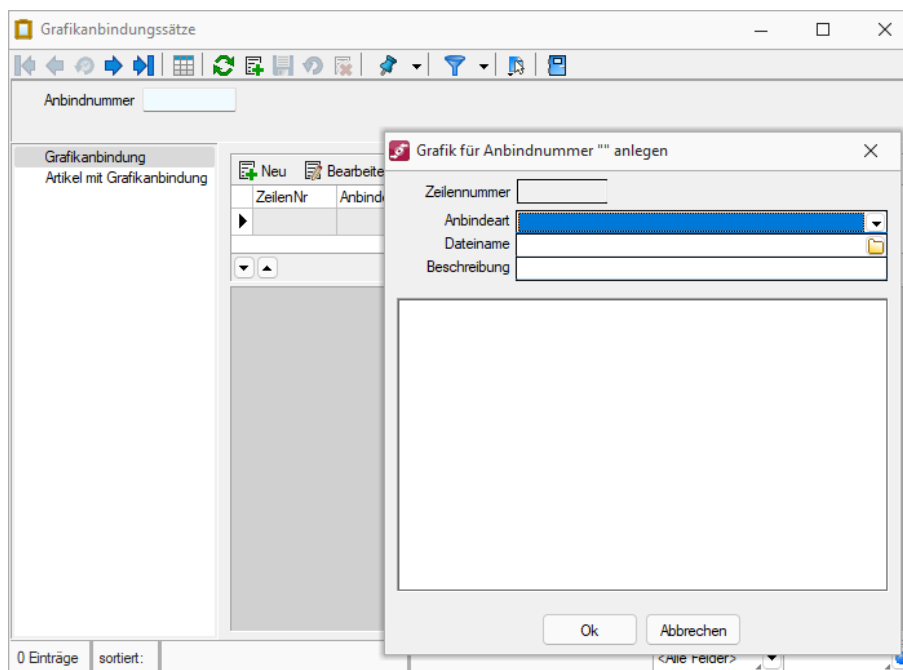 Grafikanbindungssätze
Anbindnummer
Grafikanbindung
Artikel mit Grafikanbindung
Neu Bearbeite
ZeilenNr Anbinde
Grafik für Anbindnummer "" anlegen
Zeilennummer
Anbindeart
Dateiname
Beschreibung
Ok Abbrechen
0 Einträge sortiert: <Alle Felder>